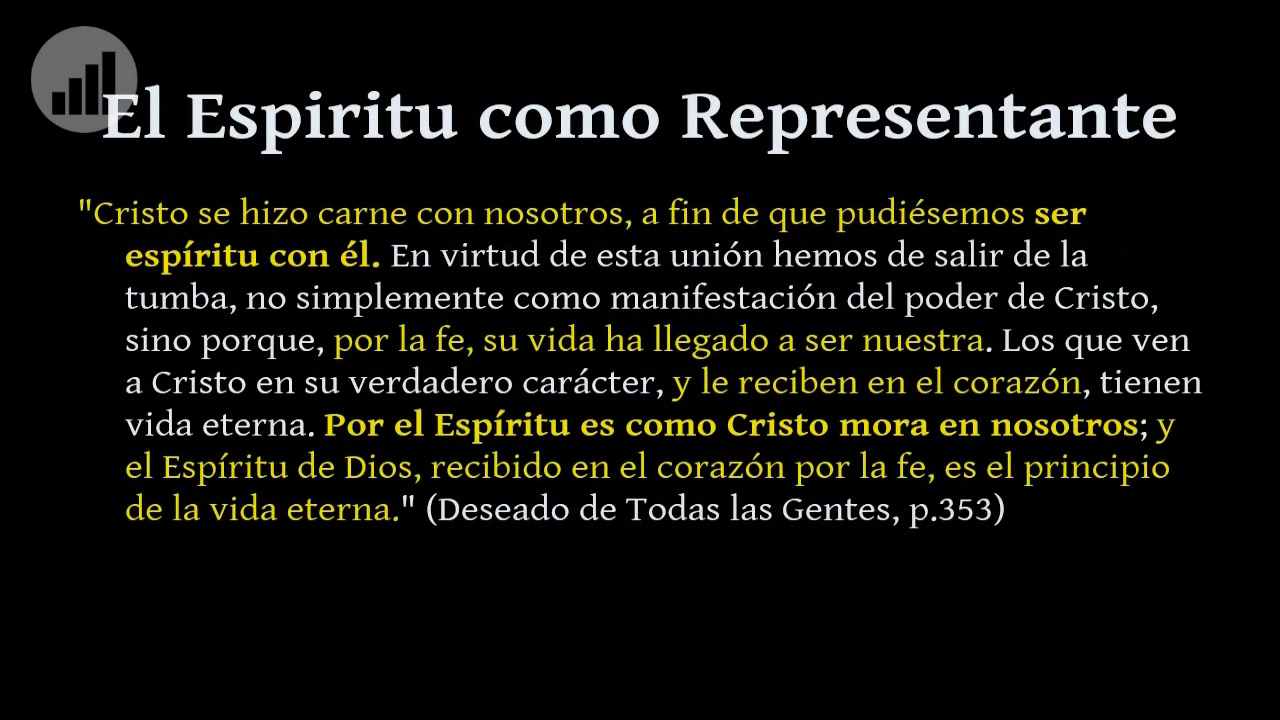 El Espiritu como Representante
"Cristo se hizo carne con nosotros, a fin de que pudiésemos ser
espíritu con él. En virtud de esta unión hemos de salir de la
tumba, no simplemente como manifestación del poder de Cristo,
sino porque, por la fe, su vida ha llegado a ser nuestra. Los que ven
a Cristo en su verdadero carácter, y le reciben en el corazón, tienen
vida eterna. Por el Espíritu es como Cristo mora en nosotros; y
el Espíritu de Dios, recibido en el corazón por la fe, es el principio
de la vida eterna." (Deseado de Todas las Gentes, p.353)